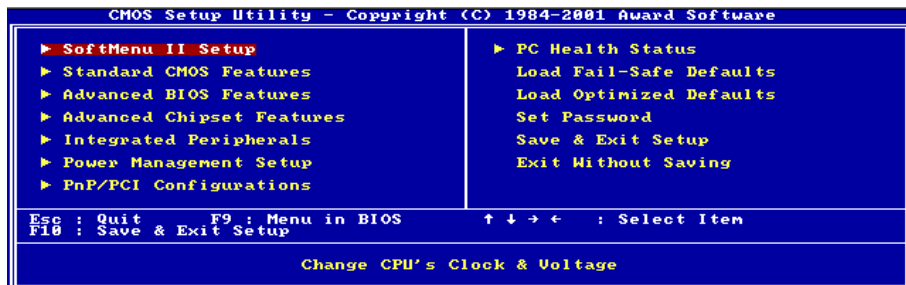 CMOS Setup Utility - Copyright (C) 1984-2001 Award Software
► SoftMenu II Setup
► Standard CMOS Features
► Advanced BIOS Features
► Advanced Chipset Features
► Integrated Peripherals
► Power Management Setup
► PnP/PCI Configurations
► PC Health Status
Load Fail-Safe Defaults
Load Optimized Defaults
Set Password
Save & Exit Setup
Exit Without Saving
Esc : Quit F9 : Menu in BIOS ↑ ↓ → ← : Select Item
F10 : Save & Exit Setup
Change CPU's Clock & Voltage